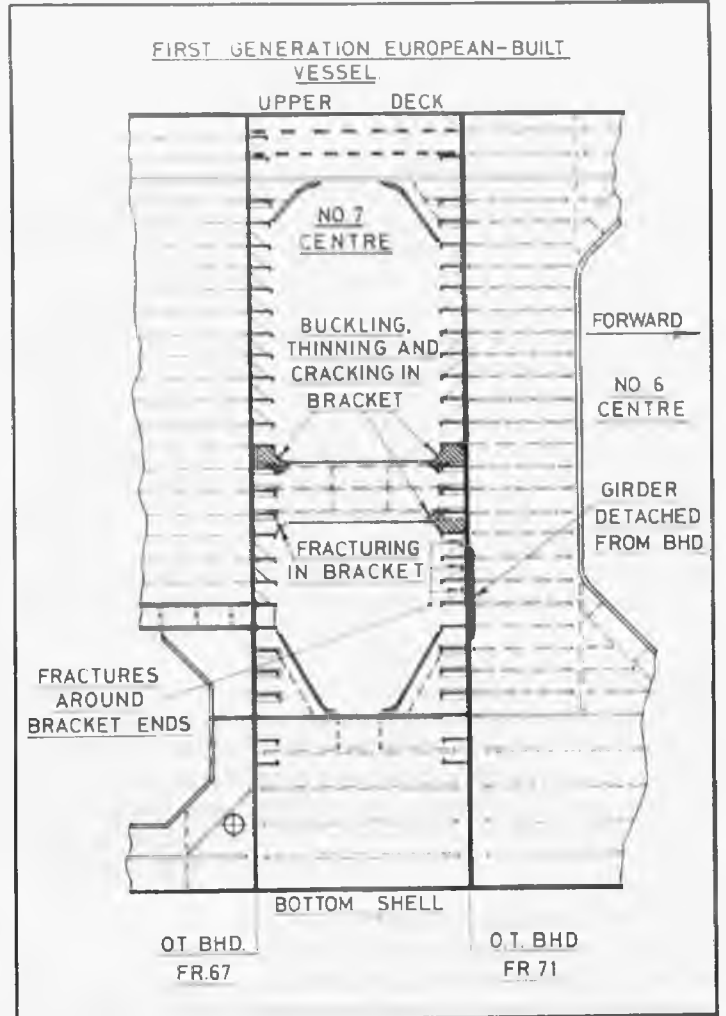 FIRST GENERATION EUROPEAN-BUILT
VESSEL.
UPPER DECK
NO 7
CENTRE
BUCKLING,
THINNING AND
CRACKING IN
BRACKET
FORWARD
NO 6
CENTRE
GIRDER
DETACHED
FROM BHD
FRACTURING
IN BRACKET
FRACTURES
AROUND
BRACKET ENDS
BOTTOM SHELL
OT BHD.
FR.67
O.T. BHD
FR 71